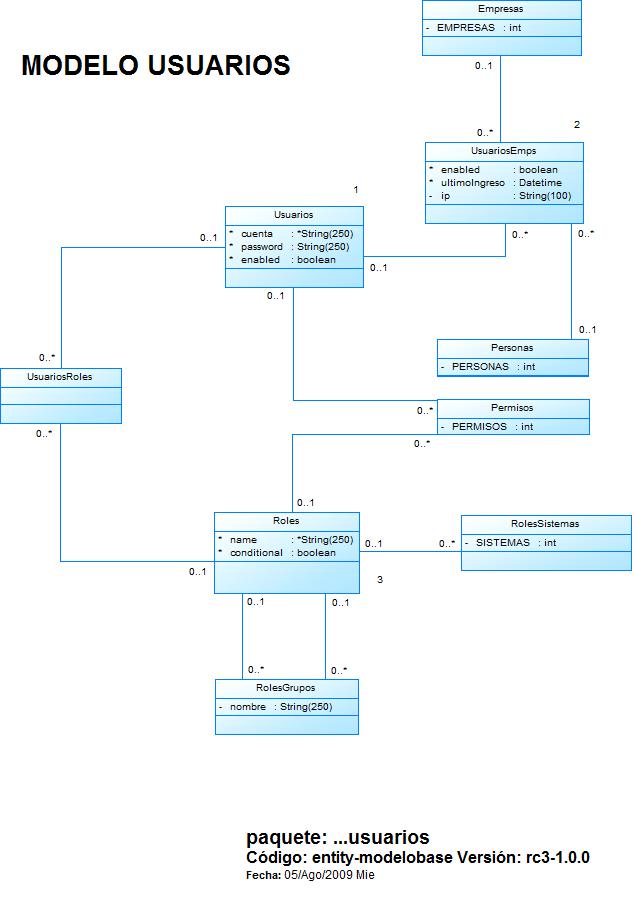 Empresas
- EMPRESAS : int
MODELO USUARIOS
0..1
0..*
2
UsuariosEmps
* enabled : boolean
* ultimoIngreso : Datetime
- ip : String(100)
1
Usuarios
* cuenta : *String(250)
* password : String(250)
* enabled : boolean
0..1
0..*
0..*
0..1
0..1
0..1
Personas
- PERSONAS : int
0..*
UsuariosRoles
0..*
Permisos
- PERMISOS : int
0..*
0..*
0..1
Roles
* name : *String(250)
* conditional : boolean
RolesSistemas
- SISTEMAS : int
0..1
0..*
0..1
3
0..1
0..1
0..*
0..*
RolesGrupos
- nombre : String(250)
paquete: ...usuarios
Código: entity-modelobase Versión: rc3-1.0.0
Fecha: 05/Ago/2009 Mie